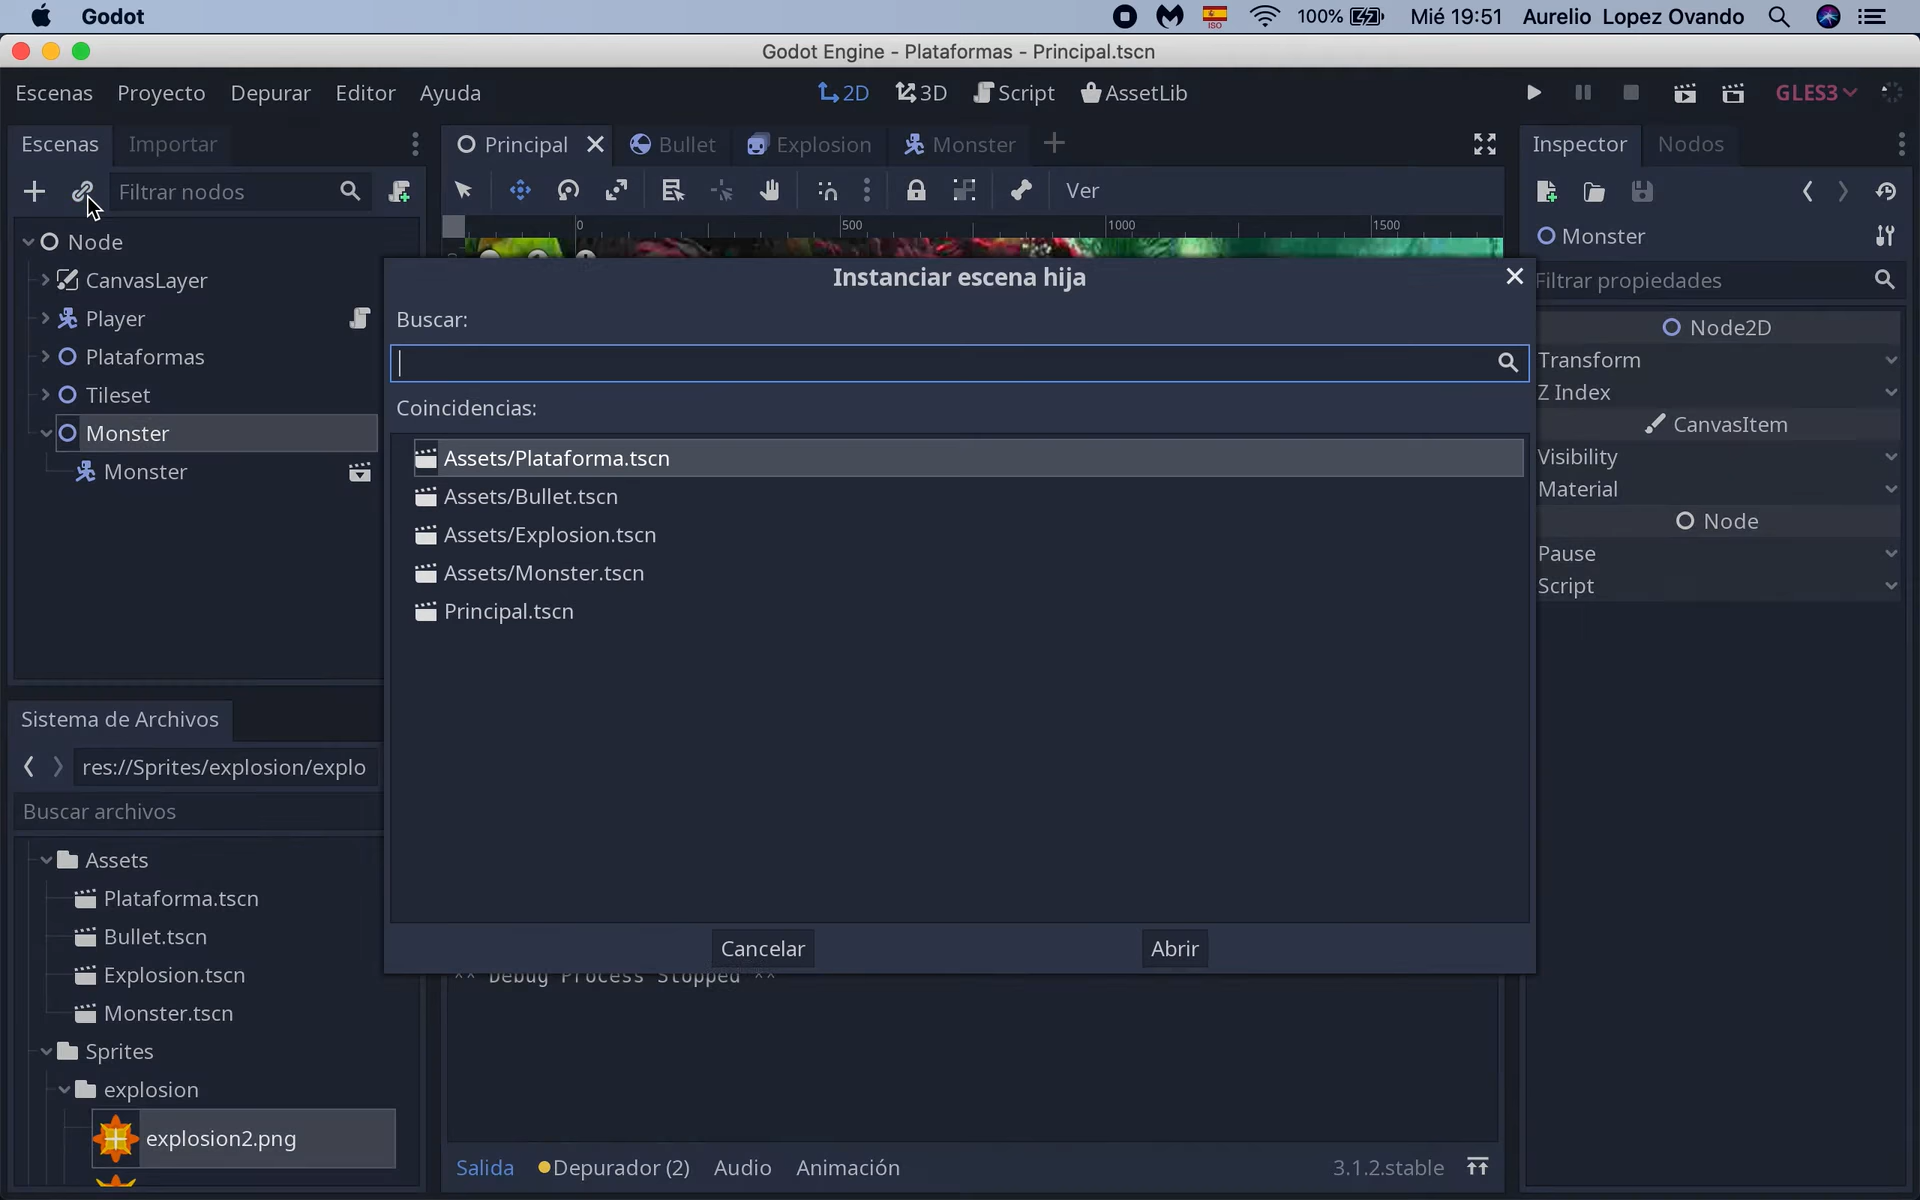 Godot
ISO
100%
Mié 19:51
Aurelio Lopez Ovando
Godot Engine - Plataformas - Principal.tscn
Escenas Proyecto Depurar Editor Ayuda
2D 3D Script AssetLib
GLES3
Escenas Importar
Principal Bullet Explosion Monster
Inspector Nodos
Filtrar nodos
Ver
0 500 1000 1500
Node
CanvasLayer
Player
Plataformas
Tileset
Monster
Monster
Monster
Filtrar propiedades
Node2D
Transform
Z Index
CanvasItem
Visibility
Material
Node
Pause
Script
Instanciar escena hija
Buscar:
Coincidencias:
Assets/Plataforma.tscn
Assets/Bullet.tscn
Assets/Explosion.tscn
Assets/Monster.tscn
Principal.tscn
Cancelar Abrir
** Debug Process Stopped **
Sistema de Archivos
res://Sprites/explosion/explo
Buscar archivos
Assets
Plataforma.tscn
Bullet.tscn
Explosion.tscn
Monster.tscn
Sprites
explosion
explosion2.png
Salida Depurador (2) Audio Animación
3.1.2.stable